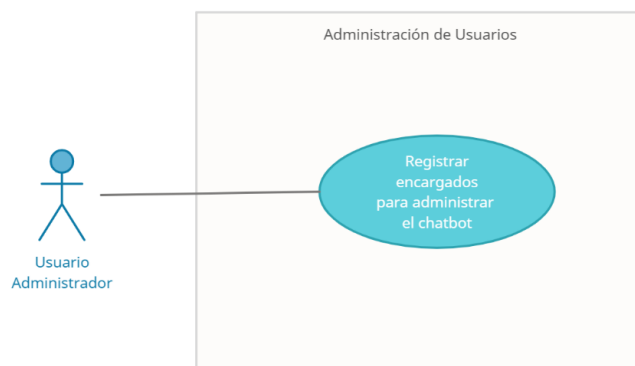 Administración de Usuarios
Registrar
encargados
para administrar
el chatbot
Usuario
Administrador